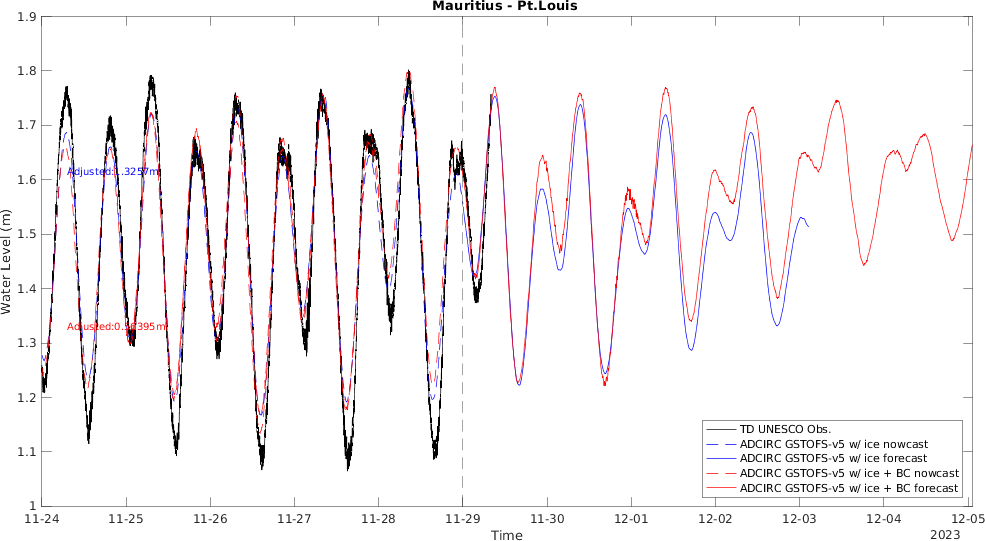 Mauritius - Pt.Louis
1.9
1.8
1.7
1.6
1.5
1.4
1.3
1.2
1.1
1
Water Level (m)
Adjusted:1.3257m
Adjusted:0.56395m
TD UNESCO Obs.
ADCIRC GSTOFS-v5 w/ ice nowcast
ADCIRC GSTOFS-v5 w/ ice forecast
ADCIRC GSTOFS-v5 w/ ice + BC nowcast
ADCIRC GSTOFS-v5 w/ ice + BC forecast
11-24 11-25 11-26 11-27 11-28 11-29 11-30 12-01 12-02 12-03 12-04 12-05
Time
2023